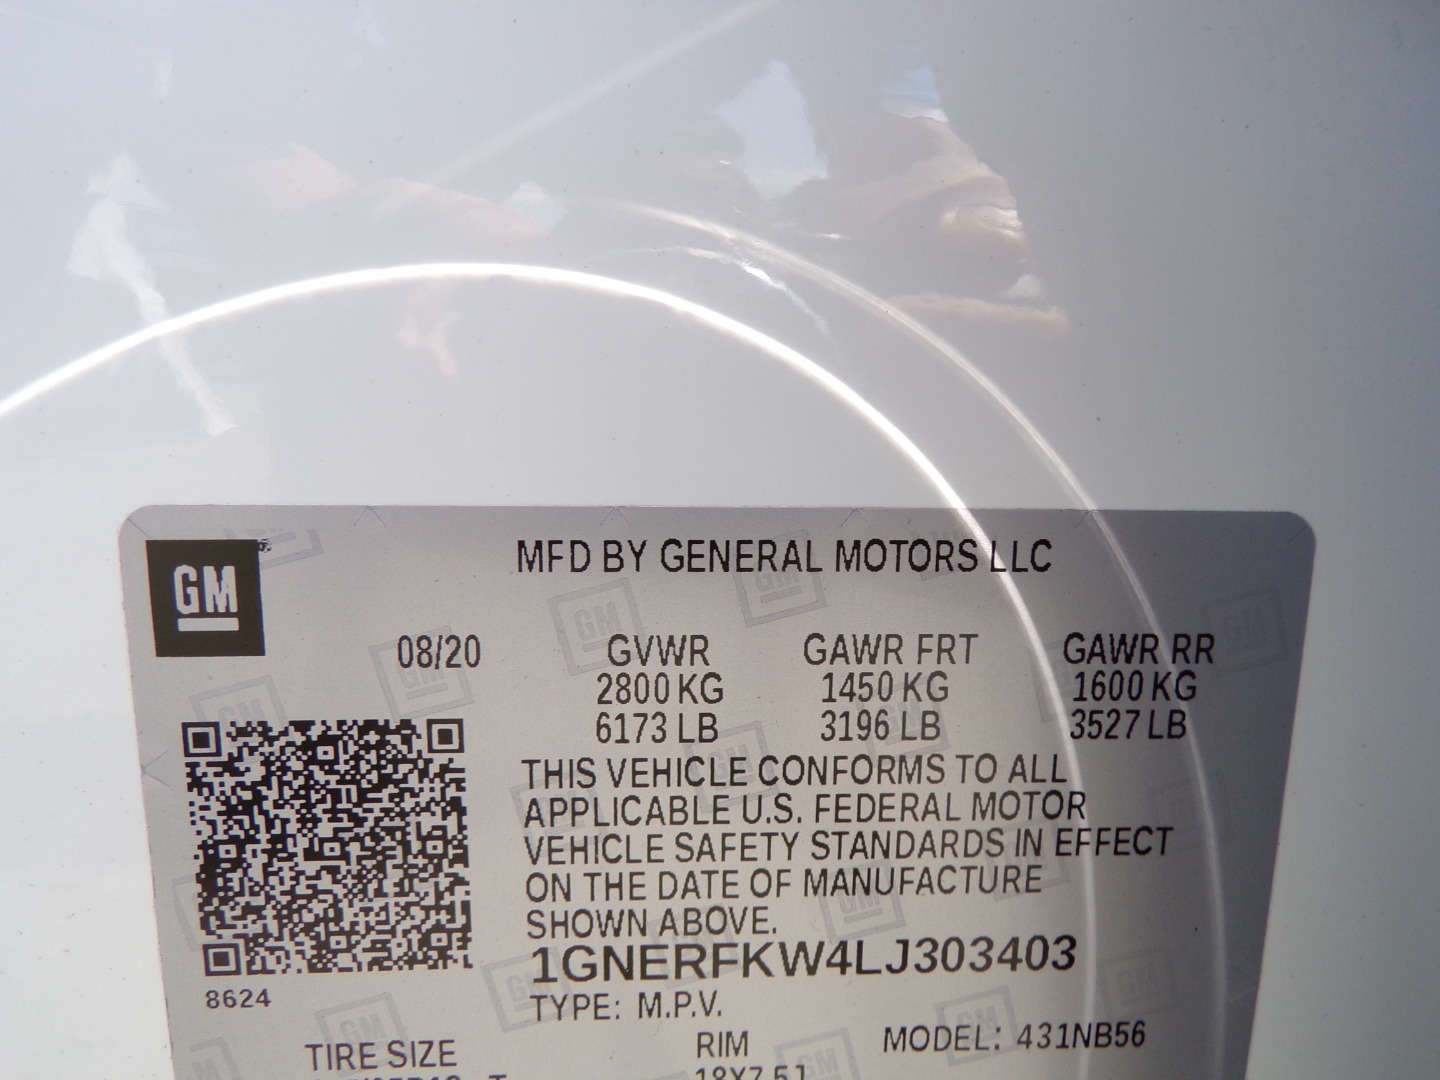 GM
MFD BY GENERAL MOTORS LLC
08/20 GVWR GAWR FRT GAWR RR
2800 KG 1450 KG 1600 KG
6173 LB 3196 LB 3527 LB
THIS VEHICLE CONFORMS TO ALL
APPLICABLE U.S. FEDERAL MOTOR
VEHICLE SAFETY STANDARDS IN EFFECT
ON THE DATE OF MANUFACTURE
SHOWN ABOVE.
1GNERFKW4LJ303403
8624
TYPE: M.P.V.
MODEL: 431NB56
TIRE SIZE RIM
18X7.5J